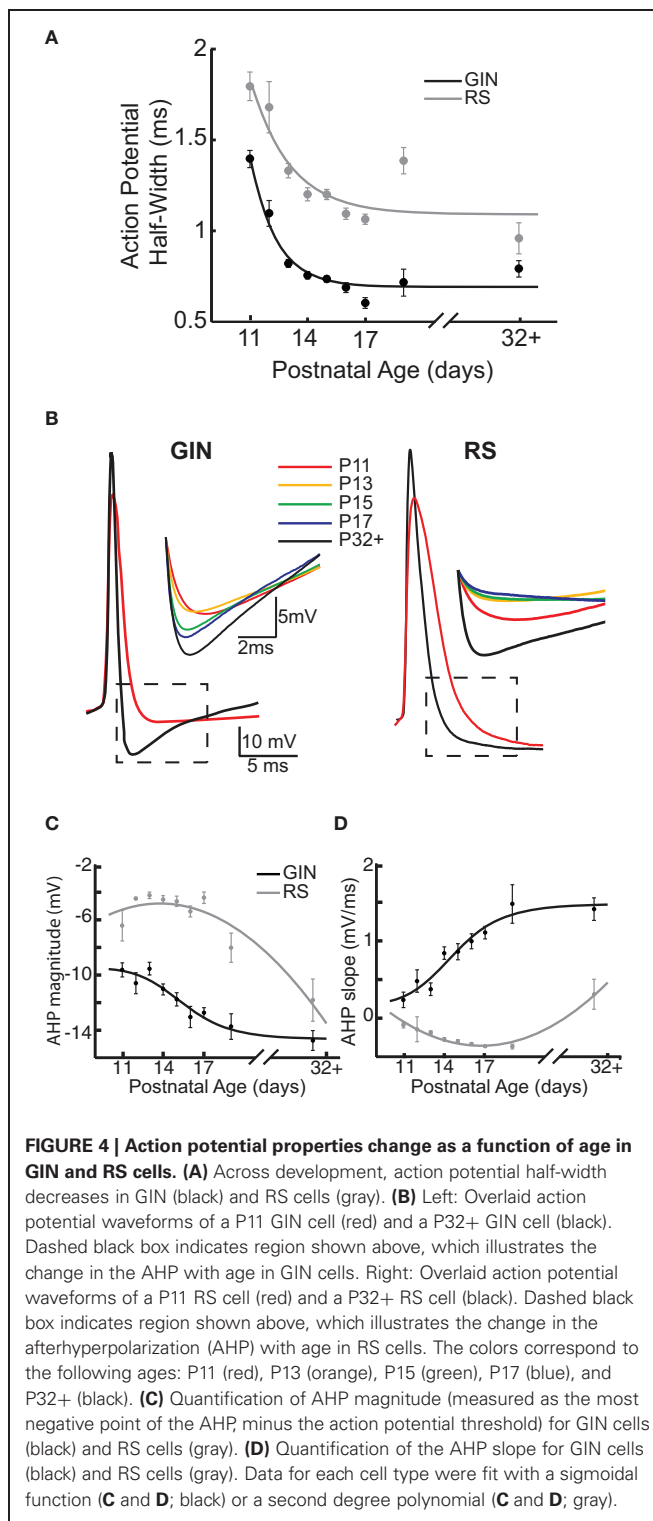 A
Action Potential
Half-Width (ms)
2
1.5
1
0.5
GIN
RS
11
14
17
32+
Postnatal Age (days)
B
GIN
RS
P11
P13
P15
P17
P32+
5mV
2ms
10 mV
5 ms
C
AHP magnitude (mV)
-2
-6
-10
-14
GIN
RS
11
14
17
32+
Postnatal Age (days)
D
AHP slope (mV/ms)
2
1
0
GIN
RS
11
14
17
32+
Postnatal Age (days)
FIGURE 4 | Action potential properties change as a function of age in
GIN and RS cells. (A) Across development, action potential half-width
decreases in GIN (black) and RS cells (gray). (B) Left: Overlaid action
potential waveforms of a P11 GIN cell (red) and a P32+ GIN cell (black).
Dashed black box indicates region shown above, which illustrates the
change in the AHP with age in GIN cells. Right: Overlaid action potential
waveforms of a P11 RS cell (red) and a P32+ RS cell (black). Dashed black
box indicates region shown above, which illustrates the change in the
afterhyperpolarization (AHP) with age in RS cells. The colors correspond to
the following ages: P11 (red), P13 (orange), P15 (green), P17 (blue), and
P32+ (black). (C) Quantification of AHP magnitude (measured as the most
negative point of the AHP, minus the action potential threshold) for GIN cells
(black) and RS cells (gray). (D) Quantification of the AHP slope for GIN cells
(black) and RS cells (gray). Data for each cell type were fit with a sigmoidal
function (C and D; black) or a second degree polynomial (C and D; gray).